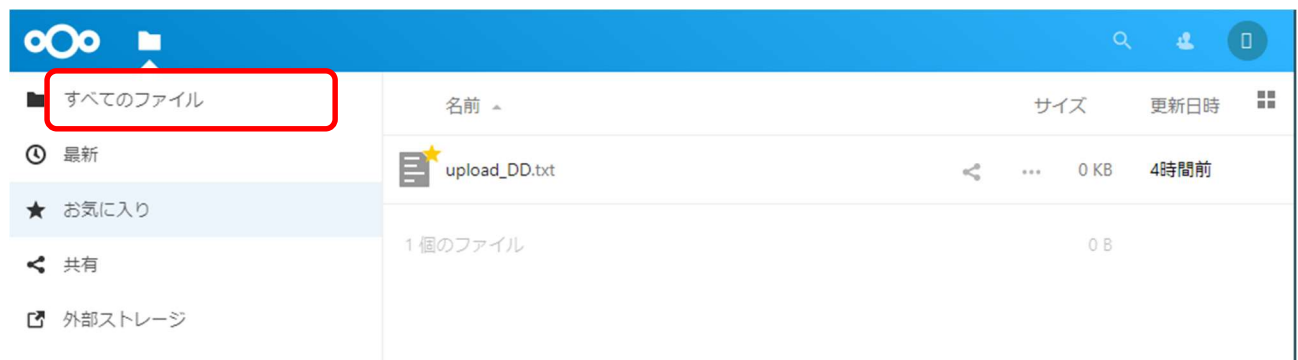 すべてのファイル
最新
お気に入り
共有
外部ストレージ
名前 サイズ 更新日時
upload_DD.txt 0 KB 4時間前
1 個のファイル 0 B